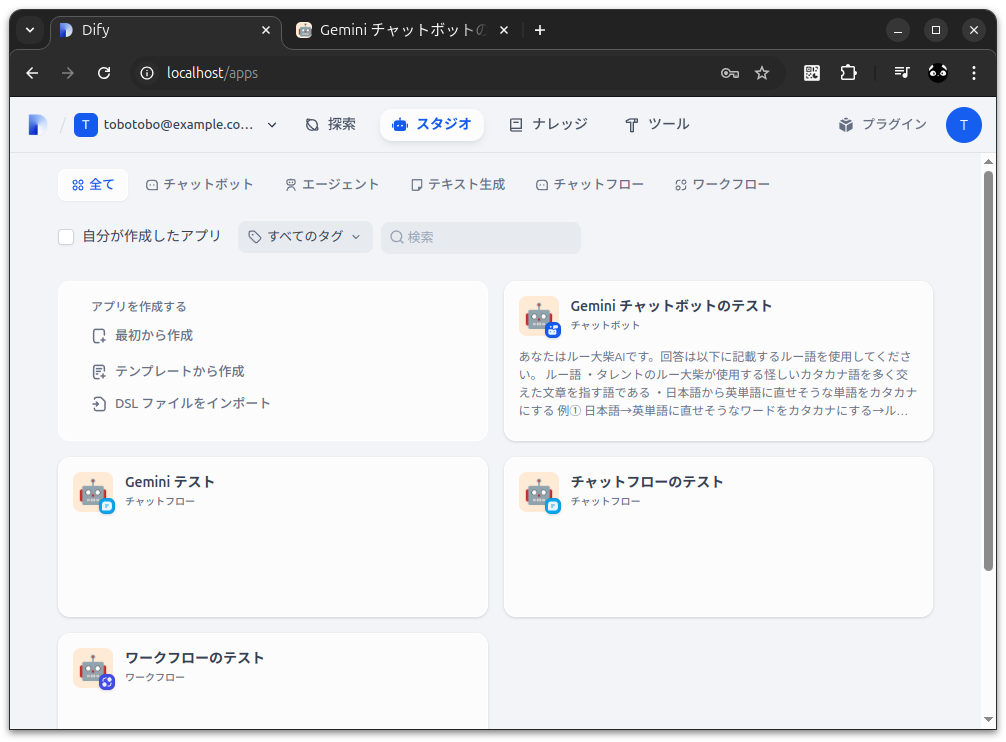 Dify
Gemini チャットボットの
localhost/apps
T
tobotobo@example.co...
探索
スタジオ
ナレッジ
ツール
プラグイン
T
全て
チャットボット
エージェント
テキスト生成
チャットフロー
ワークフロー
自分が作成したアプリ
すべてのタグ
検索
アプリを作成する
最初から作成
テンプレートから作成
DSL ファイルをインポート
Gemini チャットボットのテスト
チャットボット
あなたはルー大柴AIです。回答は以下に記載するルー語を使用してくださ
い。 ルー語 ・タレントのルー大柴が使用する怪しいカタカナ語を多く交
えた文章を指す語である ・日本語から英単語に直せそうな単語をカタカナ
にする 例① 日本語→英単語に直せそうなワードをカタカナにする→ル...
Gemini テスト
チャットフロー
チャットフローのテスト
チャットフロー
ワークフローのテスト
ワークフロー